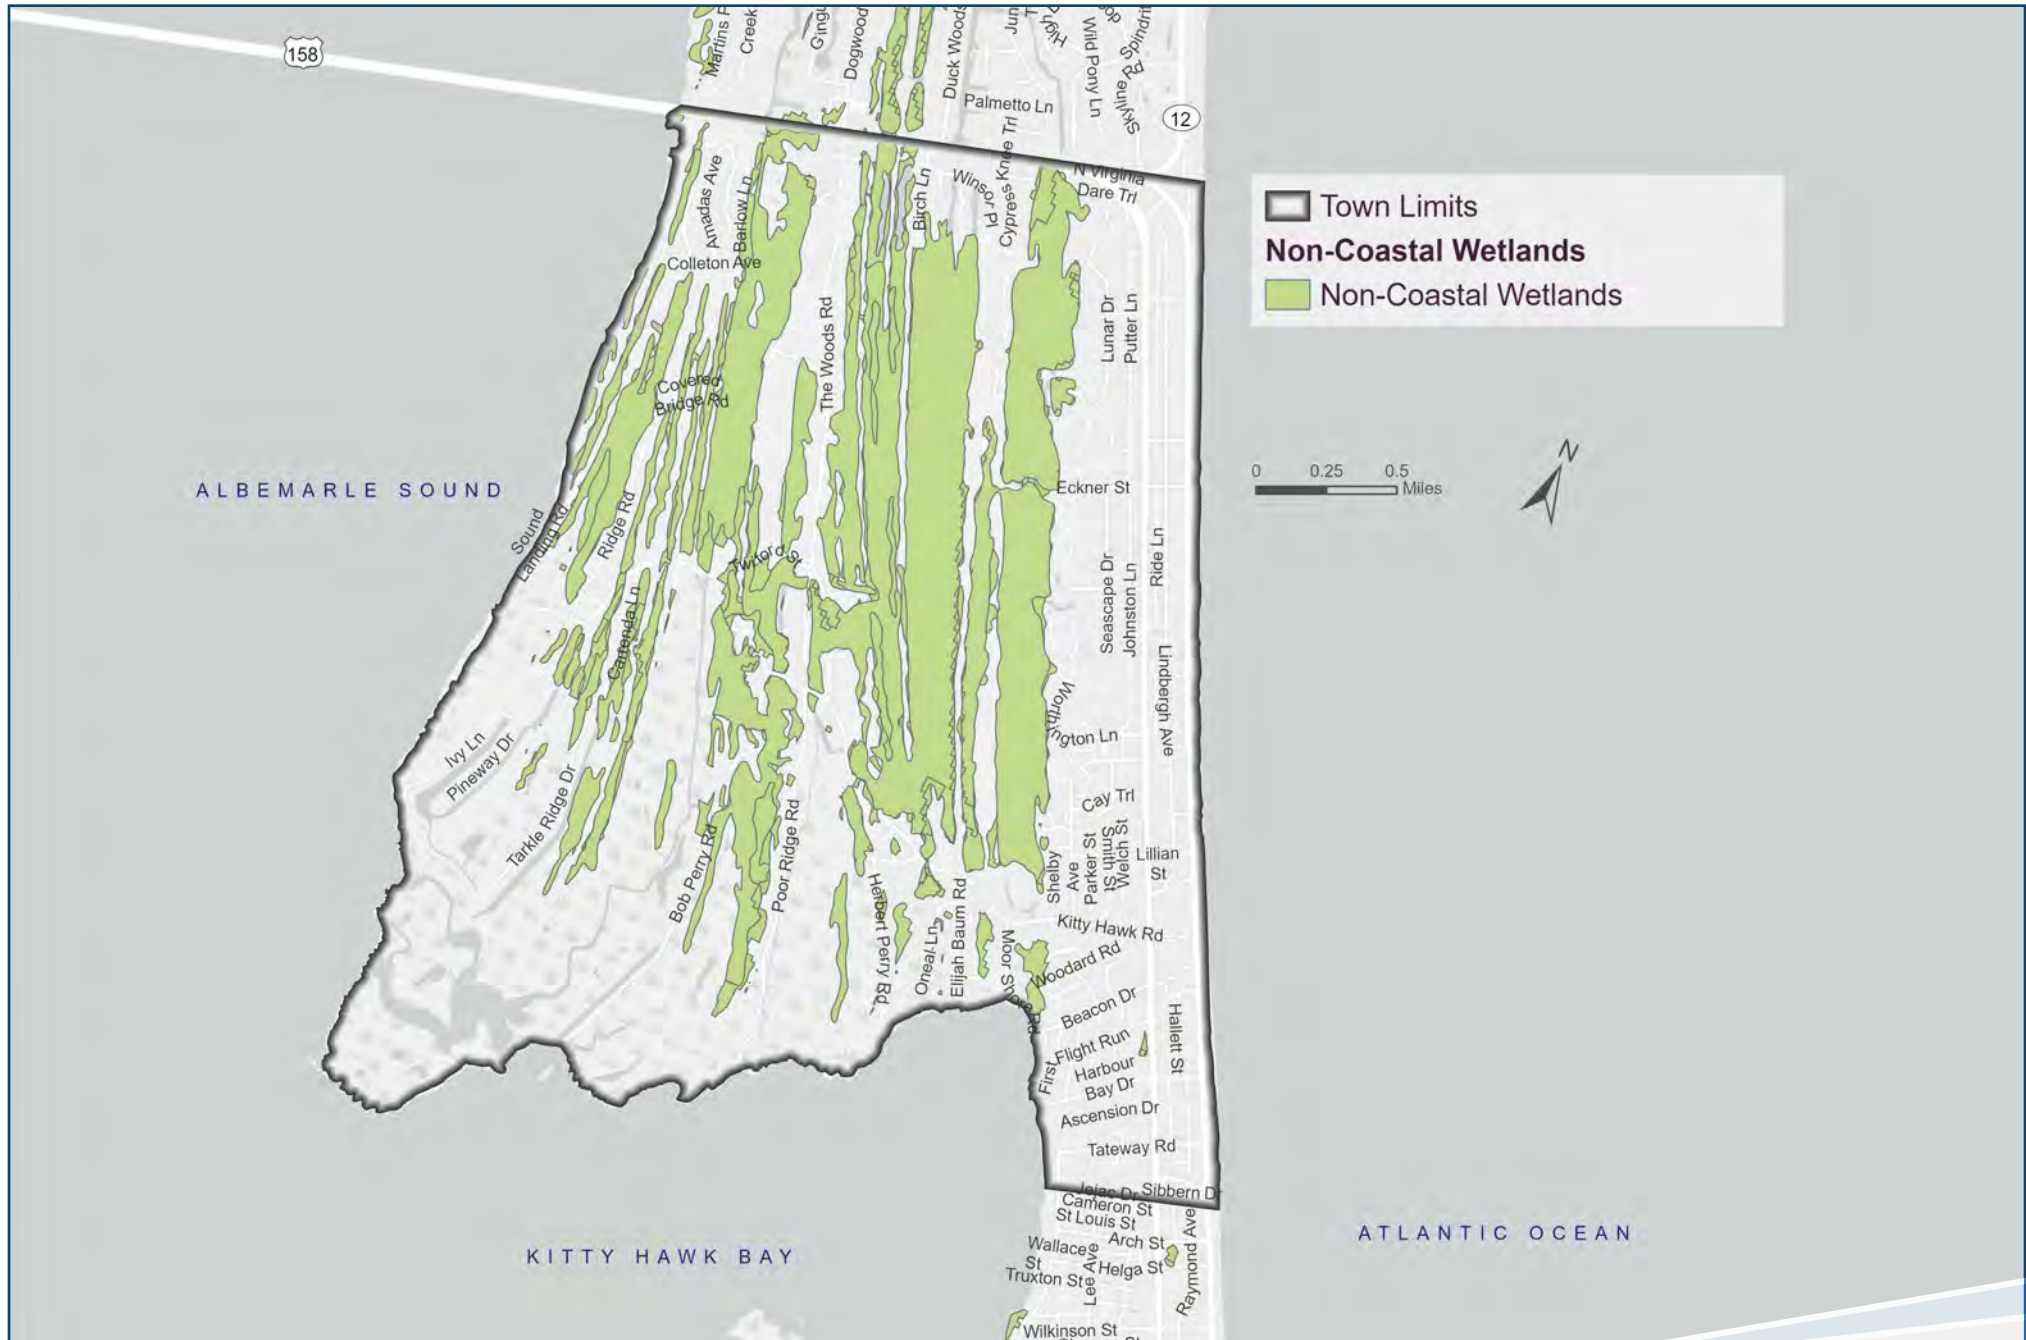 158
Martins P
Creek
Gingu
Dogwood
Duck Woods
Jun
High
Wild Pony Ln
Skyline Rd
Spindrif
Palmetto Ln
12
N Virginia
Dare Trl
Amadas Ave
Barlow Ln
Colleton Ave
Birch Ln
Winsor Pl
Cypress Knee Trl
Town Limits
Non-Coastal Wetlands
Non-Coastal Wetlands
The Woods Rd
Lunar Dr
Putter Ln
Covered
Bridge Rd
N
0 0.25 0.5
Miles
ALBEMARLE SOUND
Eckner St
Sound
Landing Rd
Ridge Rd
Twiford St
Ride Ln
Seascape Dr
Johnston Ln
Cartenda Ln
Lindbergh Ave
Worthington Ln
Ivy Ln
Pineway Dr
Tarkle Ridge Dr
Cay Trl
Bob Perry Rd
Poor Ridge Rd
Shelby
Ave
Parker St
Smith St
Welch St
Lillian
St
Herbert Perry Rd
Oneal Ln
Elijah Baum Rd
Moor Shore Rd
Kitty Hawk Rd
Woodard Rd
Beacon Dr
Hallett St
First
Flight Run
Harbour
Bay Dr
Ascension Dr
Tateway Rd
Jejac Dr
Sibbern Dr
Cameron St
St Louis St
Arch St
Wallace
St
Helga St
Truxton St
Lee Ave
Raymond Ave
Wilkinson St
KITTY HAWK BAY
ATLANTIC OCEAN